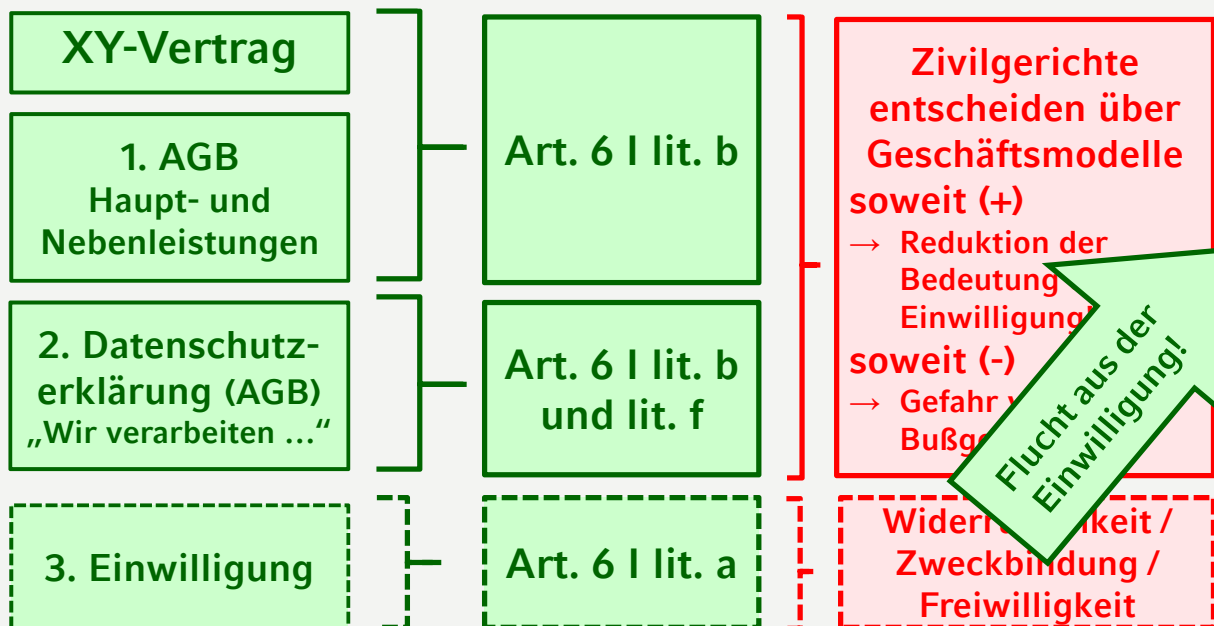 XY-Vertrag
1. AGB
Haupt- und
Nebenleistungen
2. Datenschutz-
erklärung (AGB)
„Wir verarbeiten ...“
3. Einwilligung
Art. 6 I lit. b
Art. 6 I lit. b
und lit. f
Art. 6 I lit. a
Zivilgerichte
entscheiden über
Geschäftsmodelle
soweit (+)
→ Reduktion der
Bedeutung
Einwilligung!
soweit (-)
→ Gefahr
Flucht aus der
Einwilligung!
/
Zweckbindung /
Freiwilligkeit